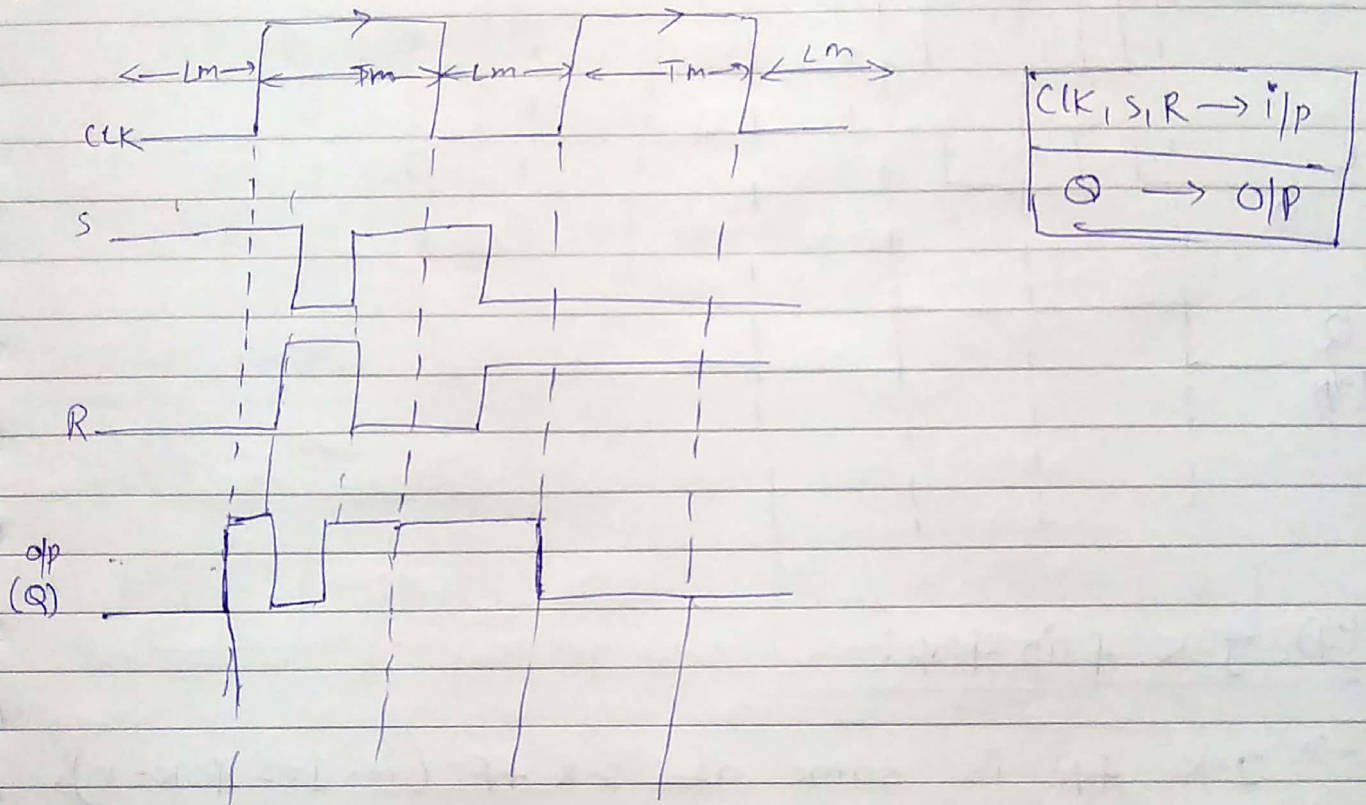 Lm Tm Lm Tm Lm
CLK
CLK, S, R → i/p
Q → O/P
S
R
o/p
(Q)